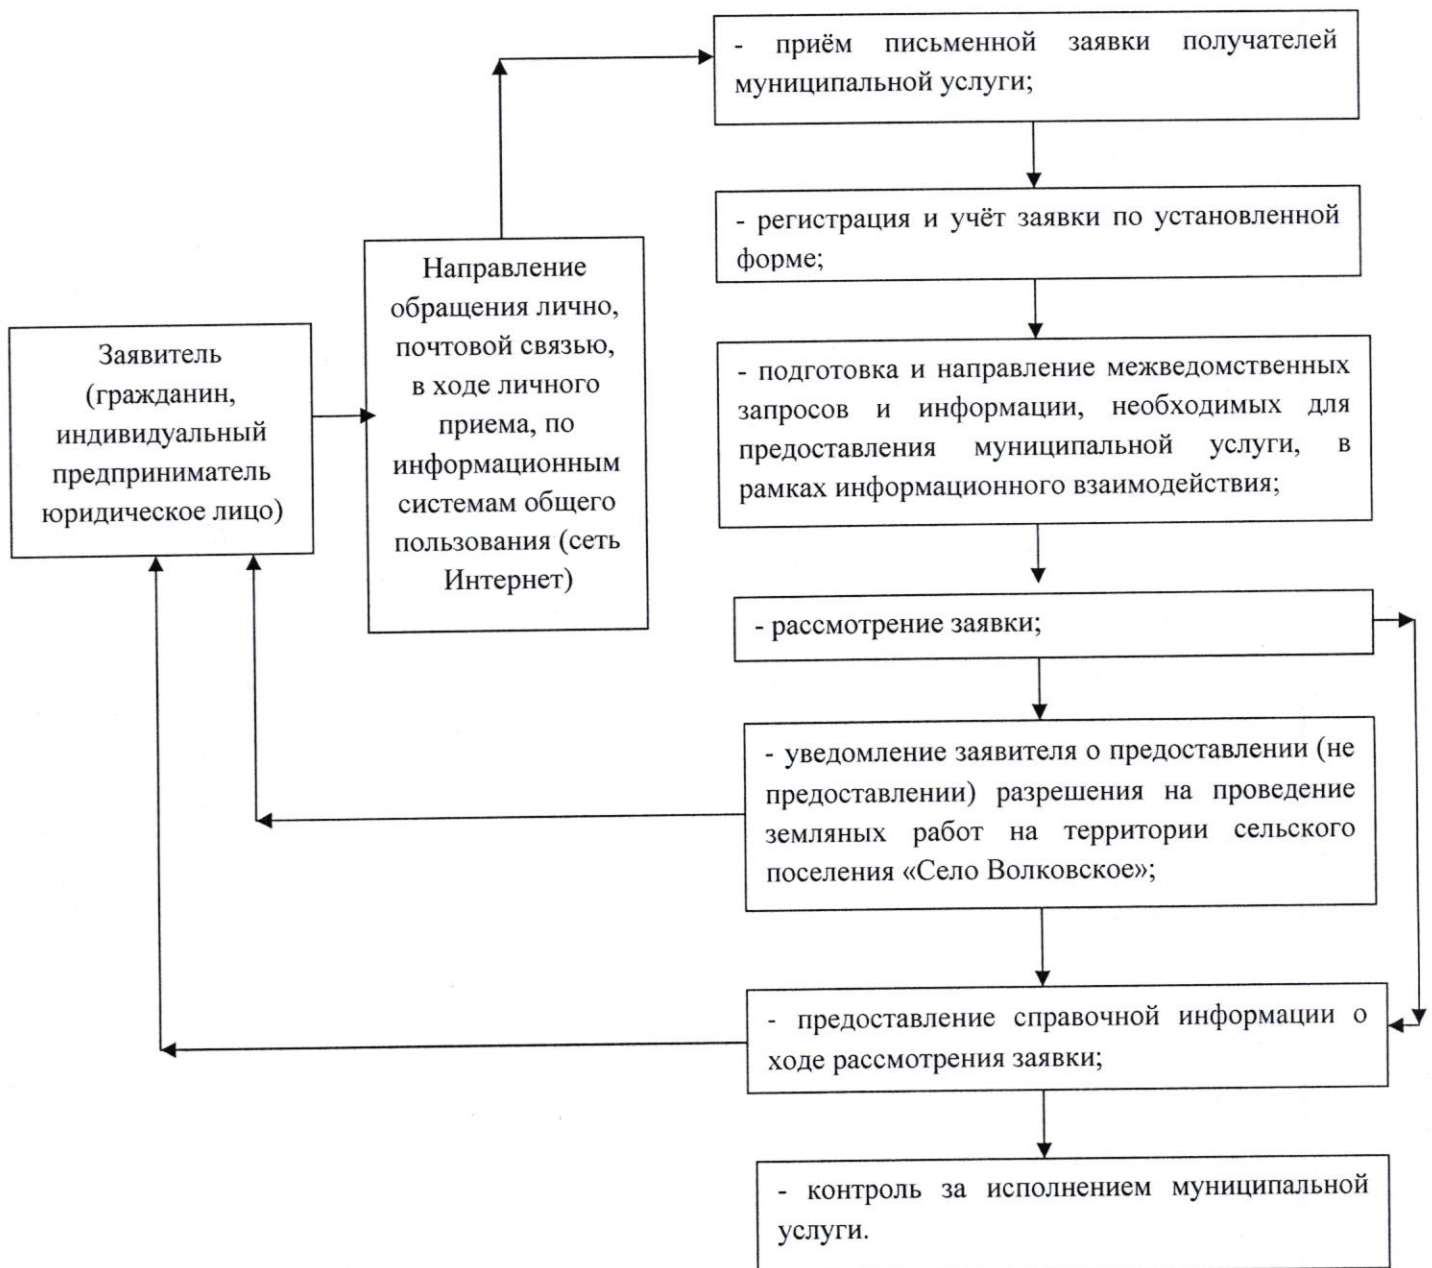 Заявитель
(гражданин,
индивидуальный
предприниматель
юридическое лицо)
Направление
обращения лично,
почтовой связью,
в ходе личного
приема, по
информационным
системам общего
пользования (сеть
Интернет)
- приём письменной заявки получателей
муниципальной услуги;
- регистрация и учёт заявки по установленной
форме;
- подготовка и направление межведомственных
запросов и информации, необходимых для
предоставления муниципальной услуги, в
рамках информационного взаимодействия;
- рассмотрение заявки;
- уведомление заявителя о предоставлении (не
предоставлении) разрешения на проведение
земляных работ на территории сельского
поселения «Село Волковское»;
- предоставление справочной информации о
ходе рассмотрения заявки;
- контроль за исполнением муниципальной
услуги.